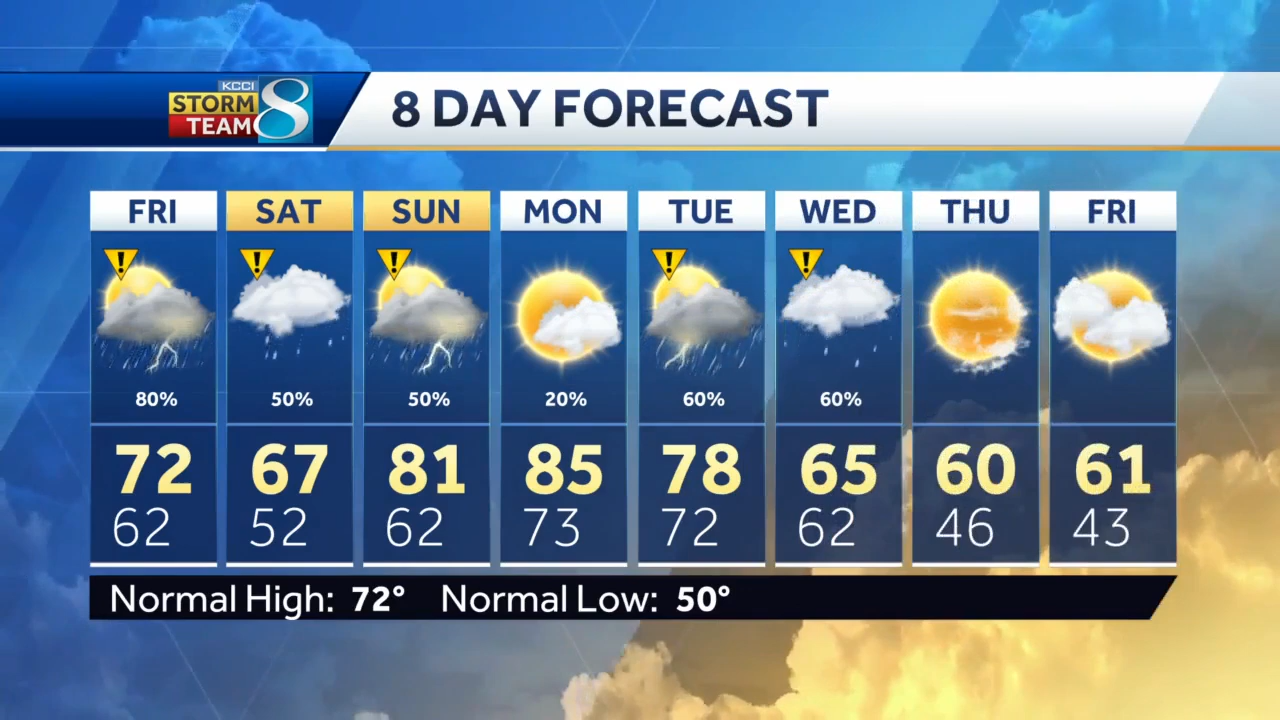 KCCI
STORM
TEAM 8
8 DAY FORECAST
FRI SAT SUN MON TUE WED THU FRI
! ! ! ! !
80% 50% 50% 20% 60% 60%
72 67 81 85 78 65 60 61
62 52 62 73 72 62 46 43
Normal High: 72° Normal Low: 50°